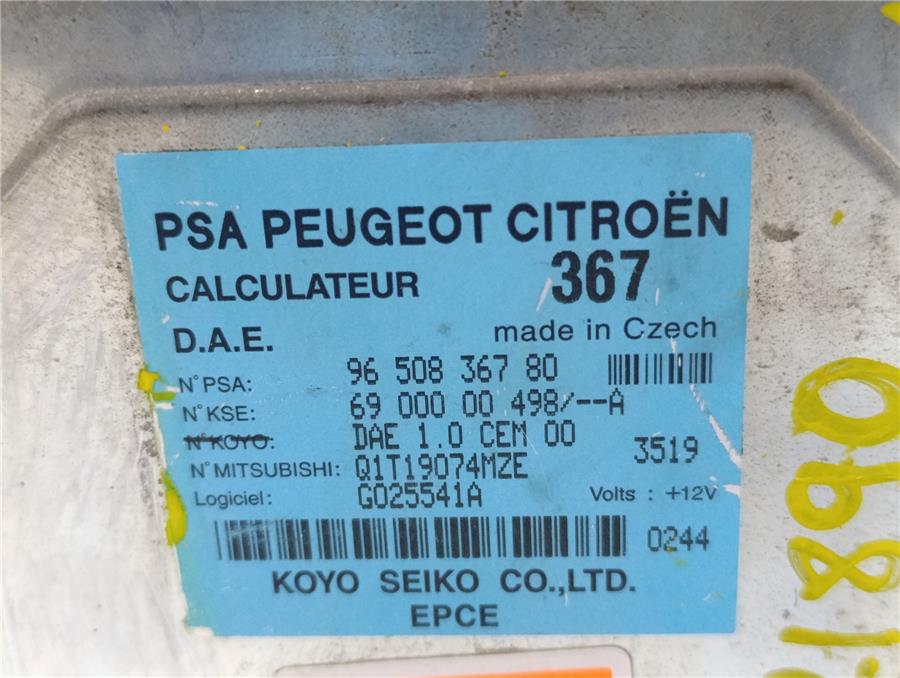 PSA PEUGEOT CITROËN
CALCULATEUR 367
D.A.E. made in Czech
N°PSA: 96 508 367 80
N°KSE: 69 000 00 498/--A
N°KOYO: DAE 1.0 CEM 00
3519
N°MITSUBISHI: Q1T19074MZE
Logiciel: G025541A Volts : +12V
0244
KOYO SEIKO CO.,LTD.
EPCE